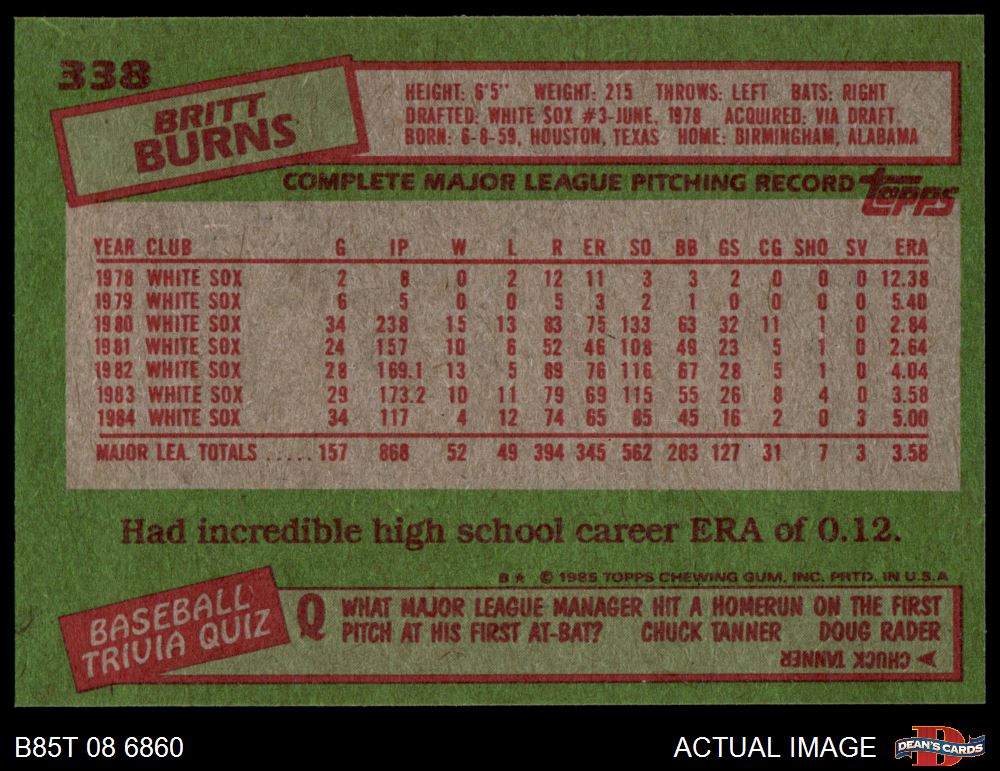 338
BRITT
BURNS
HEIGHT: 6'5" WEIGHT: 215 THROWS: LEFT BATS: RIGHT
DRAFTED: WHITE SOX #3-JUNE, 1978 ACQUIRED: VIA DRAFT
BORN: 6-8-59, HOUSTON, TEXAS HOME: BIRMINGHAM, ALABAMA
COMPLETE MAJOR LEAGUE PITCHING RECORD topps
YEAR CLUB G IP W L R ER SO BB GS CG SHO SV ERA
1978 WHITE SOX 2 8 0 2 12 11 3 3 2 0 0 0 12.38
1979 WHITE SOX 6 5 0 0 5 3 2 1 0 0 0 0 5.40
1980 WHITE SOX 34 238 15 13 83 75 133 63 32 11 1 0 2.84
1981 WHITE SOX 24 157 10 6 52 46 108 49 23 5 1 0 2.64
1982 WHITE SOX 28 169.1 13 5 89 76 116 67 28 5 1 0 4.04
1983 WHITE SOX 29 173.2 10 11 79 69 115 55 26 8 4 0 3.58
1984 WHITE SOX 34 117 4 12 74 65 85 45 16 2 0 3 5.00
MAJOR LEA. TOTALS ..... 157 868 52 49 394 345 562 283 127 31 7 3 3.58
Had incredible high school career ERA of 0.12.
B★ © 1985 TOPPS CHEWING GUM, INC. PRTD. IN U.S.A
BASEBALL
TRIVIA QUIZ
Q WHAT MAJOR LEAGUE MANAGER HIT A HOMERUN ON THE FIRST
PITCH AT HIS FIRST AT-BAT? CHUCK TANNER DOUG RADER
A CHUCK TANNER
B85T 08 6860
ACTUAL IMAGE
DEAN'S CARDS